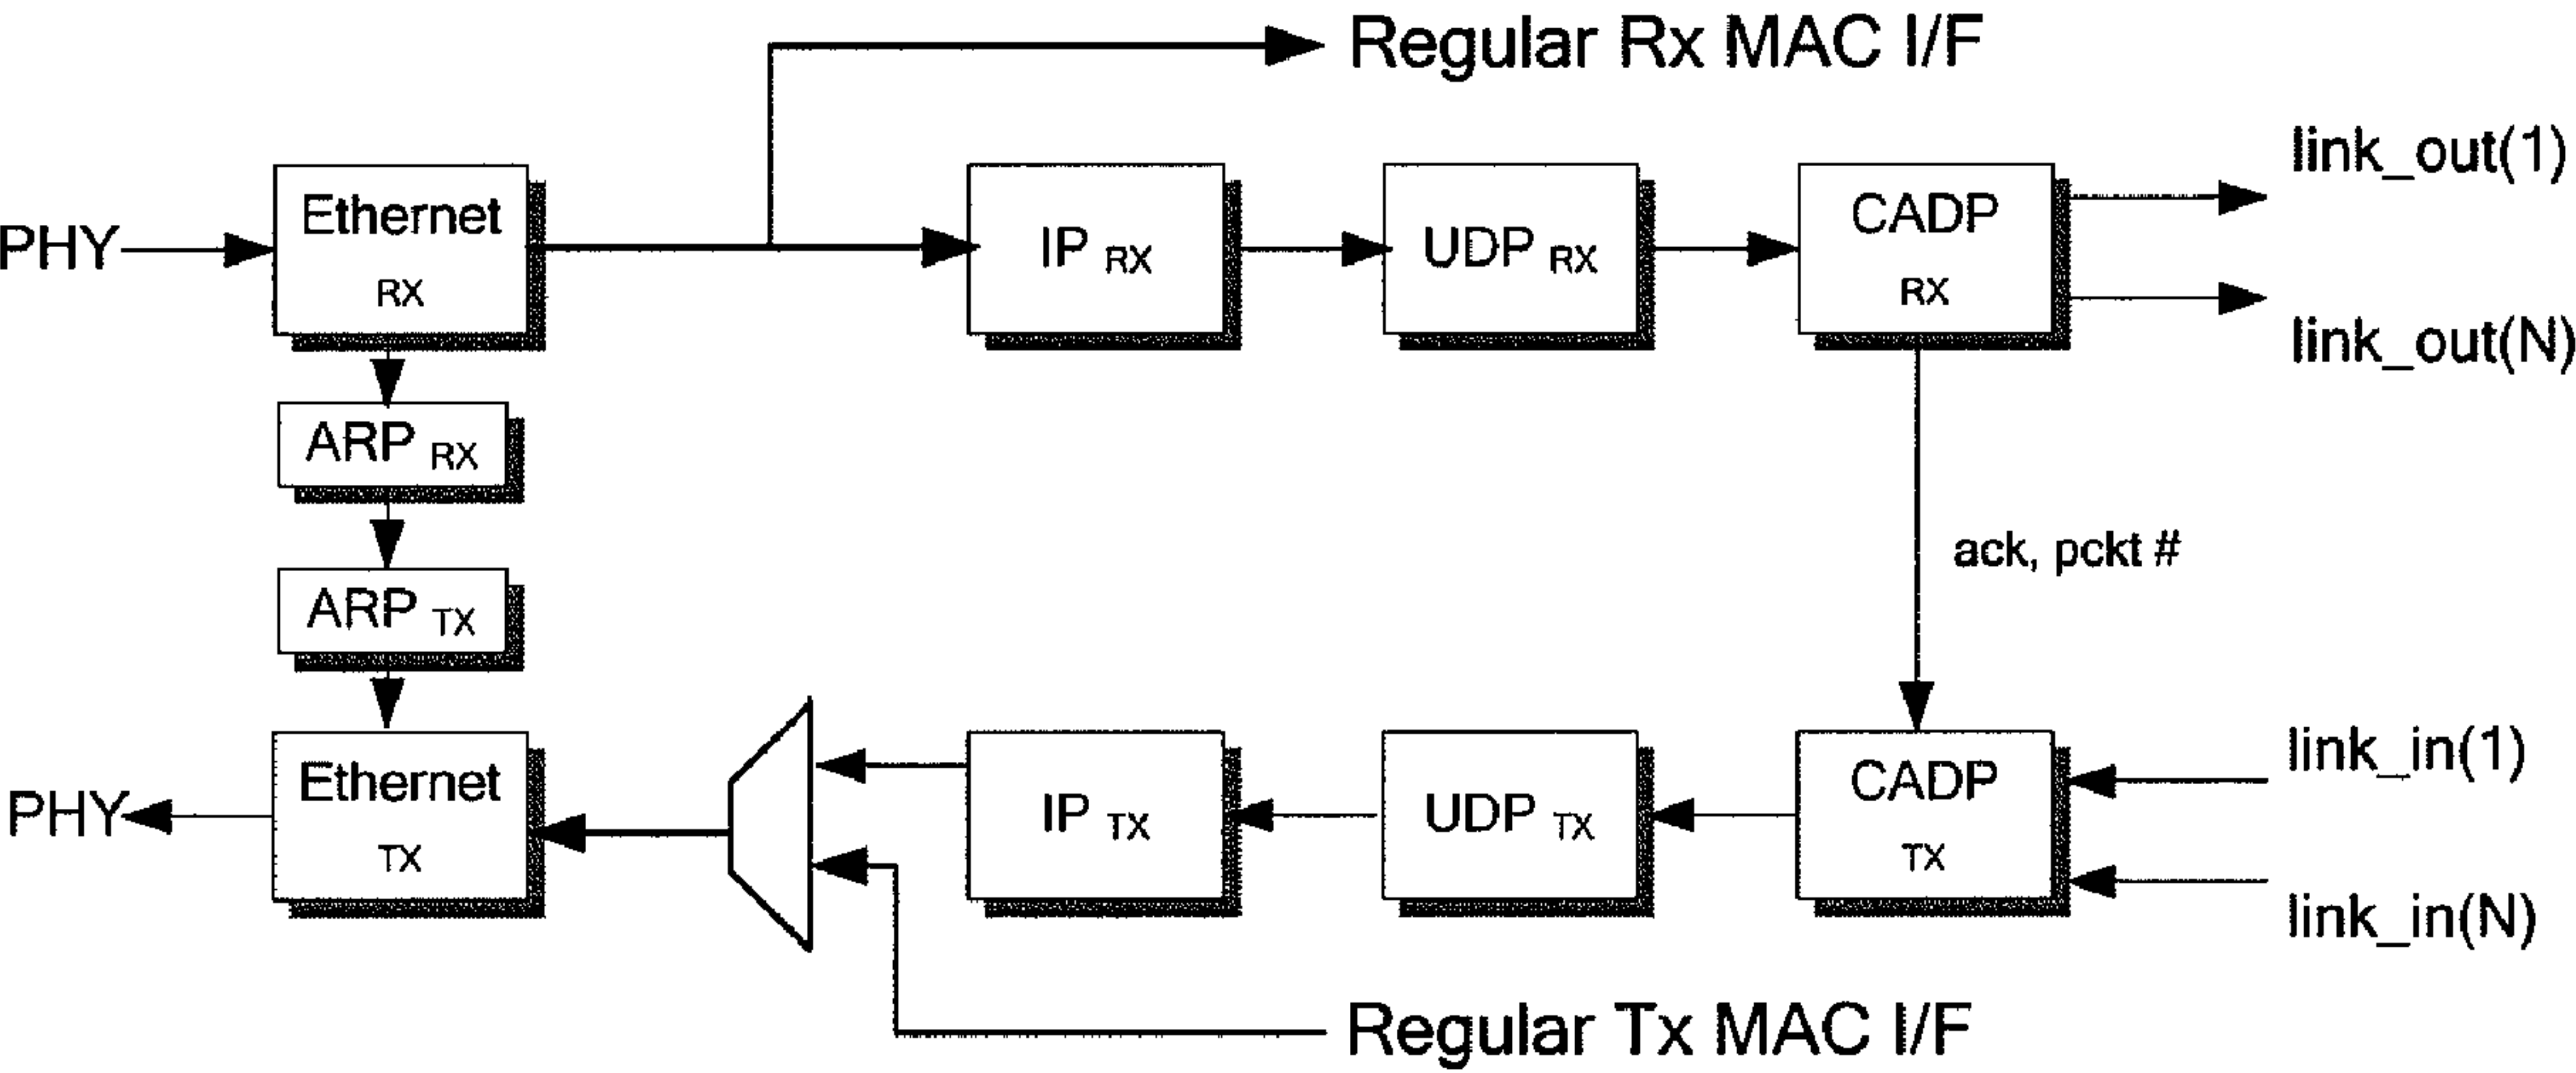 Regular Rx MAC I/F
link_out(1)
PHY
Ethernet
RX
IP RX
UDP RX
CADP
RX
link_out(N)
ARP RX
ack, pckt #
ARP TX
link_in(1)
PHY
Ethernet
TX
IP TX
UDP TX
CADP
TX
link_in(N)
Regular Tx MAC I/F